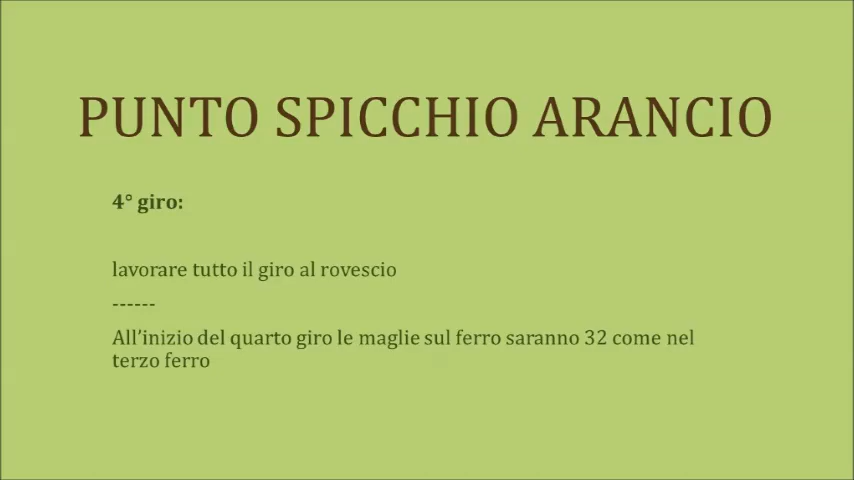 PUNTO SPICCHIO ARANCIO
4° giro:
lavorare tutto il giro al rovescio
------
All’inizio del quarto giro le maglie sul ferro saranno 32 come nel
terzo ferro